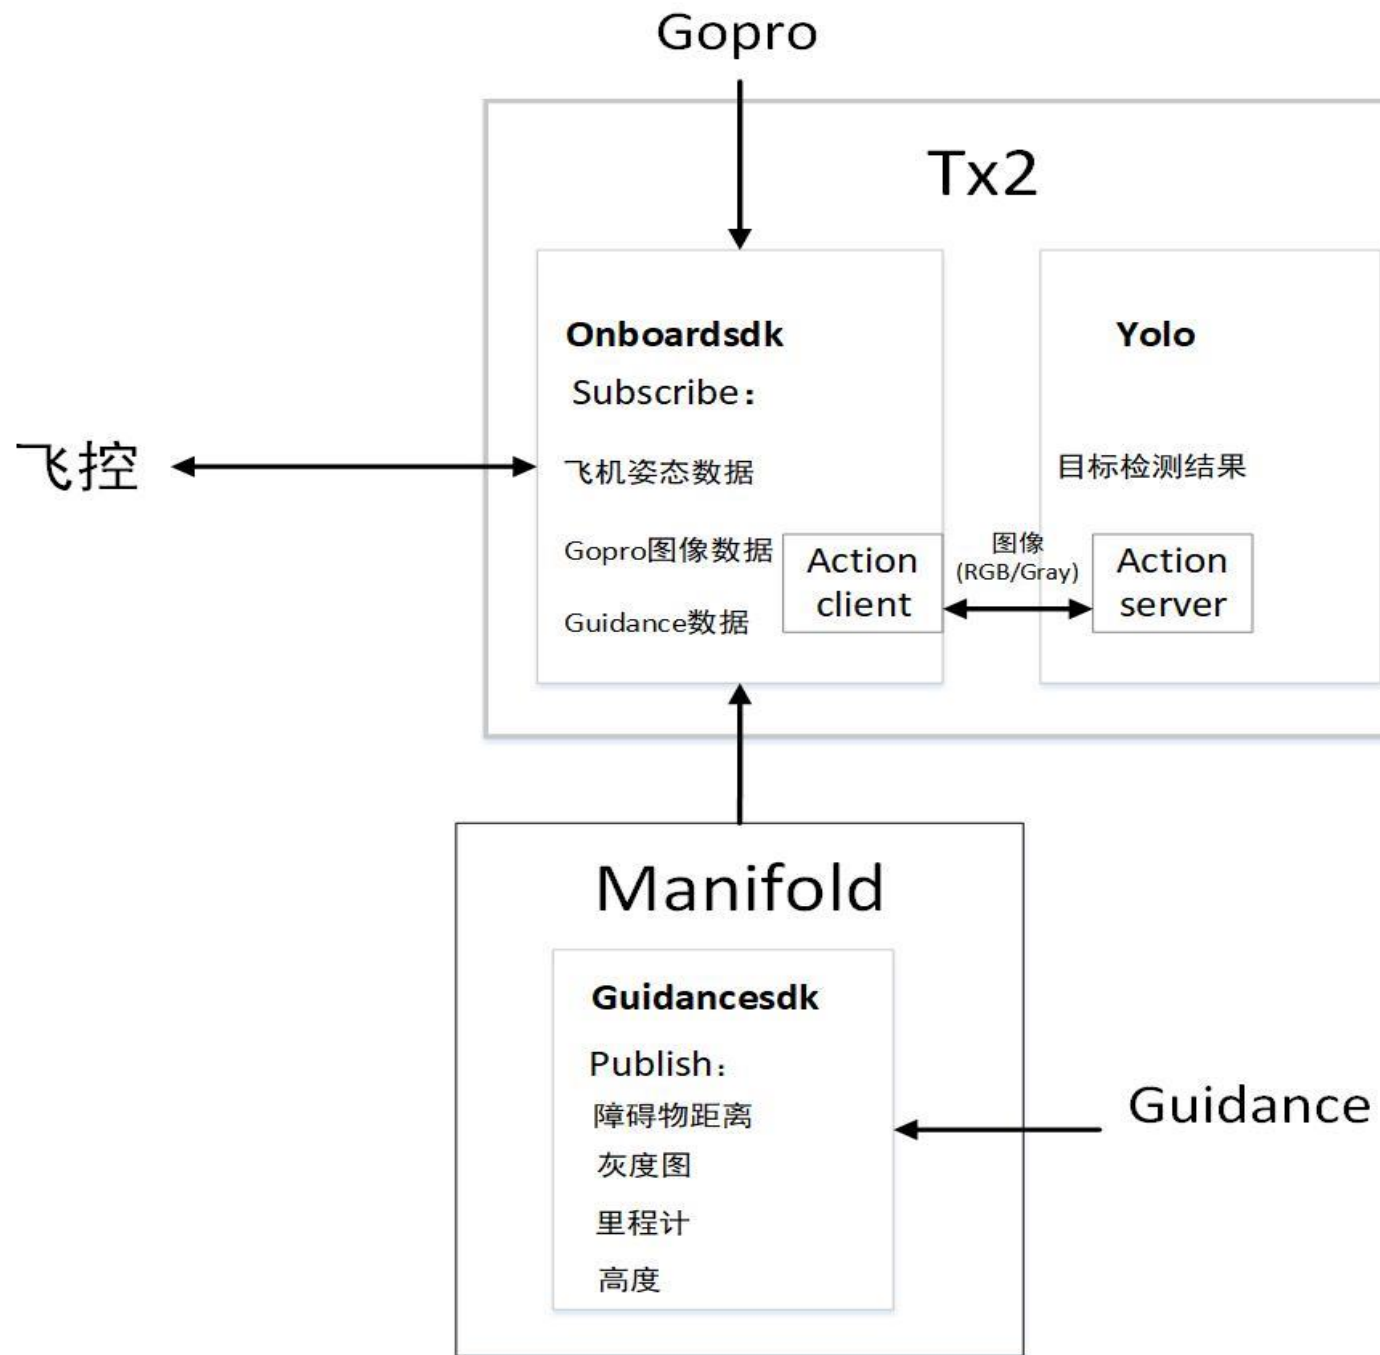 Gopro
Tx2
Onboardsdk
Subscribe：
飞机姿态数据
Gopro图像数据
Guidance数据
Action
client
图像
(RGB/Gray)
Yolo
目标检测结果
Action
server
飞控
Manifold
Guidancesdk
Publish：
障碍物距离
灰度图
里程计
高度
Guidance